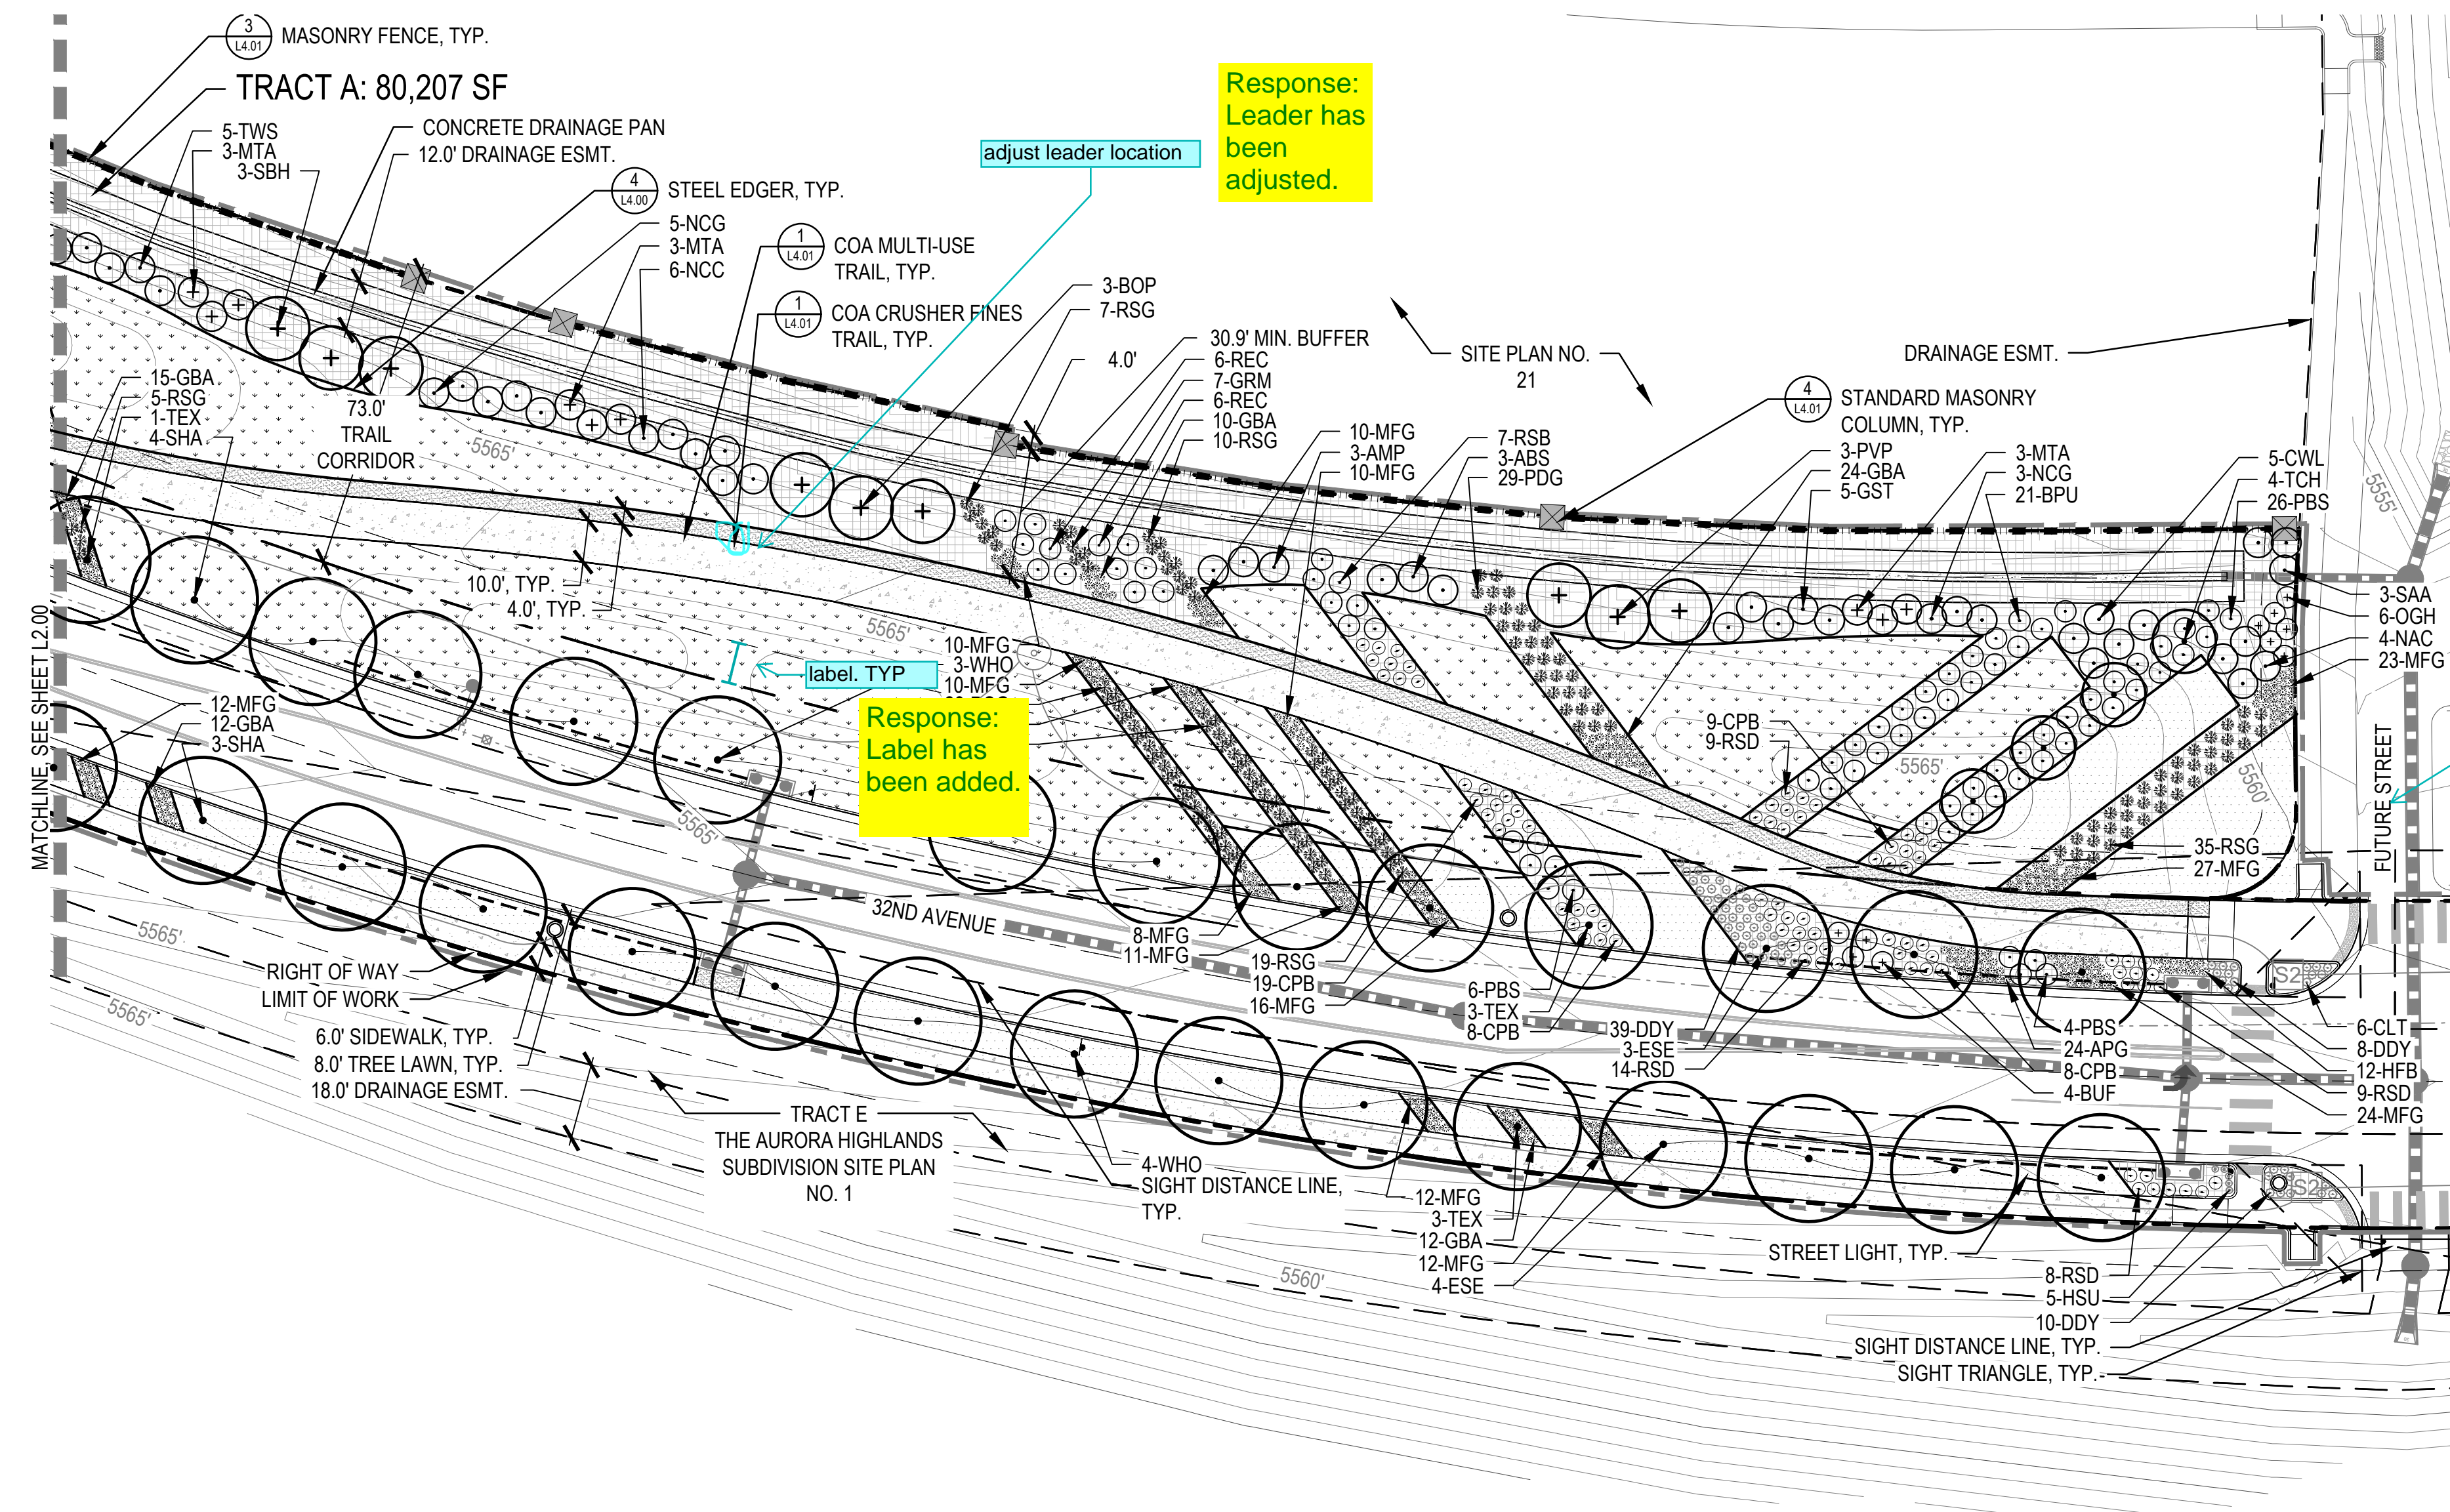 3
L4.01
MASONRY FENCE, TYP.
TRACT A: 80,207 SF
5-TWS
3-MTA
3-SBH
CONCRETE DRAINAGE PAN
12.0' DRAINAGE ESMT.
4
L4.00
STEEL EDGER, TYP.
5-NCG
3-MTA
6-NCC
1
L4.01
COA MULTI-USE
TRAIL, TYP.
1
L4.01
COA CRUSHER FINES
TRAIL, TYP.
adjust leader location
Response:
Leader has
been
adjusted.
3-BOP
7-RSG
4.0'
30.9' MIN. BUFFER
6-REC
7-GRM
6-REC
10-GBA
10-RSG
SITE PLAN NO.
21
DRAINAGE ESMT.
4
L4.01
STANDARD MASONRY
COLUMN, TYP.
10-MFG
3-AMP
10-MFG
7-RSB
3-ABS
29-PDG
3-PVP
24-GBA
5-GST
3-MTA
3-NCG
21-BPU
5-CWL
4-TCH
26-PBS
5555'
15-GBA
5-RSG
1-TEX
4-SHA
73.0'
TRAIL
CORRIDOR
5565'
10.0', TYP.
4.0', TYP.
5565'
10-MFG
3-WHO
10-MFG
label. TYP
Response:
Label has
been added.
3-SAA
6-OGH
4-NAC
23-MFG
MATCHLINE, SEE SHEET L2.00
12-MFG
12-GBA
3-SHA
9-CPB
9-RSD
5565'
5560'
FUTURE STREET
5565'
35-RSG
27-MFG
32ND AVENUE
8-MFG
11-MFG
19-RSG
19-CPB
16-MFG
6-PBS
3-TEX
8-CPB
39-DDY
3-ESE
14-RSD
4-PBS
24-APG
8-CPB
4-BUF
S2
6-CLT
8-DDY
12-HFB
9-RSD
24-MFG
5565'
5565'
RIGHT OF WAY
LIMIT OF WORK
6.0' SIDEWALK, TYP.
8.0' TREE LAWN, TYP.
18.0' DRAINAGE ESMT.
TRACT E
THE AURORA HIGHLANDS
SUBDIVISION SITE PLAN
NO. 1
4-WHO
SIGHT DISTANCE LINE,
TYP.
12-MFG
3-TEX
12-GBA
12-MFG
4-ESE
5560'
STREET LIGHT, TYP.
S2
8-RSD
5-HSU
10-DDY
SIGHT DISTANCE LINE, TYP.
SIGHT TRIANGLE, TYP.